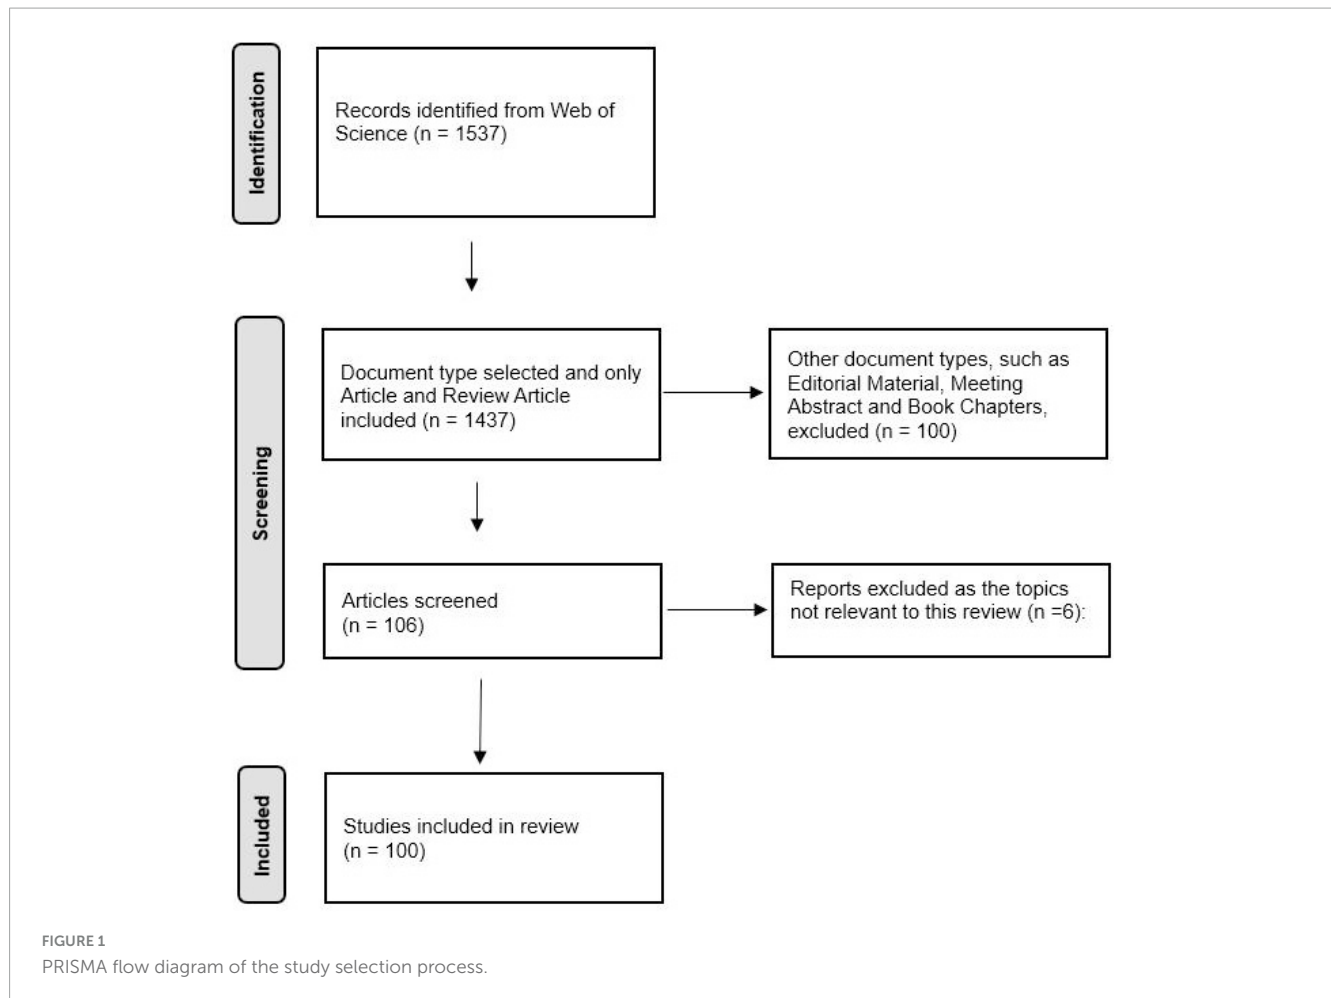 Identification
Records identified from Web of
Science (n = 1537)
Screening
Document type selected and only
Article and Review Article
included (n = 1437)
Other document types, such as
Editorial Material, Meeting
Abstract and Book Chapters,
excluded (n = 100)
Articles screened
(n = 106)
Reports excluded as the topics
not relevant to this review (n =6):
Included
Studies included in review
(n = 100)
FIGURE 1
PRISMA flow diagram of the study selection process.